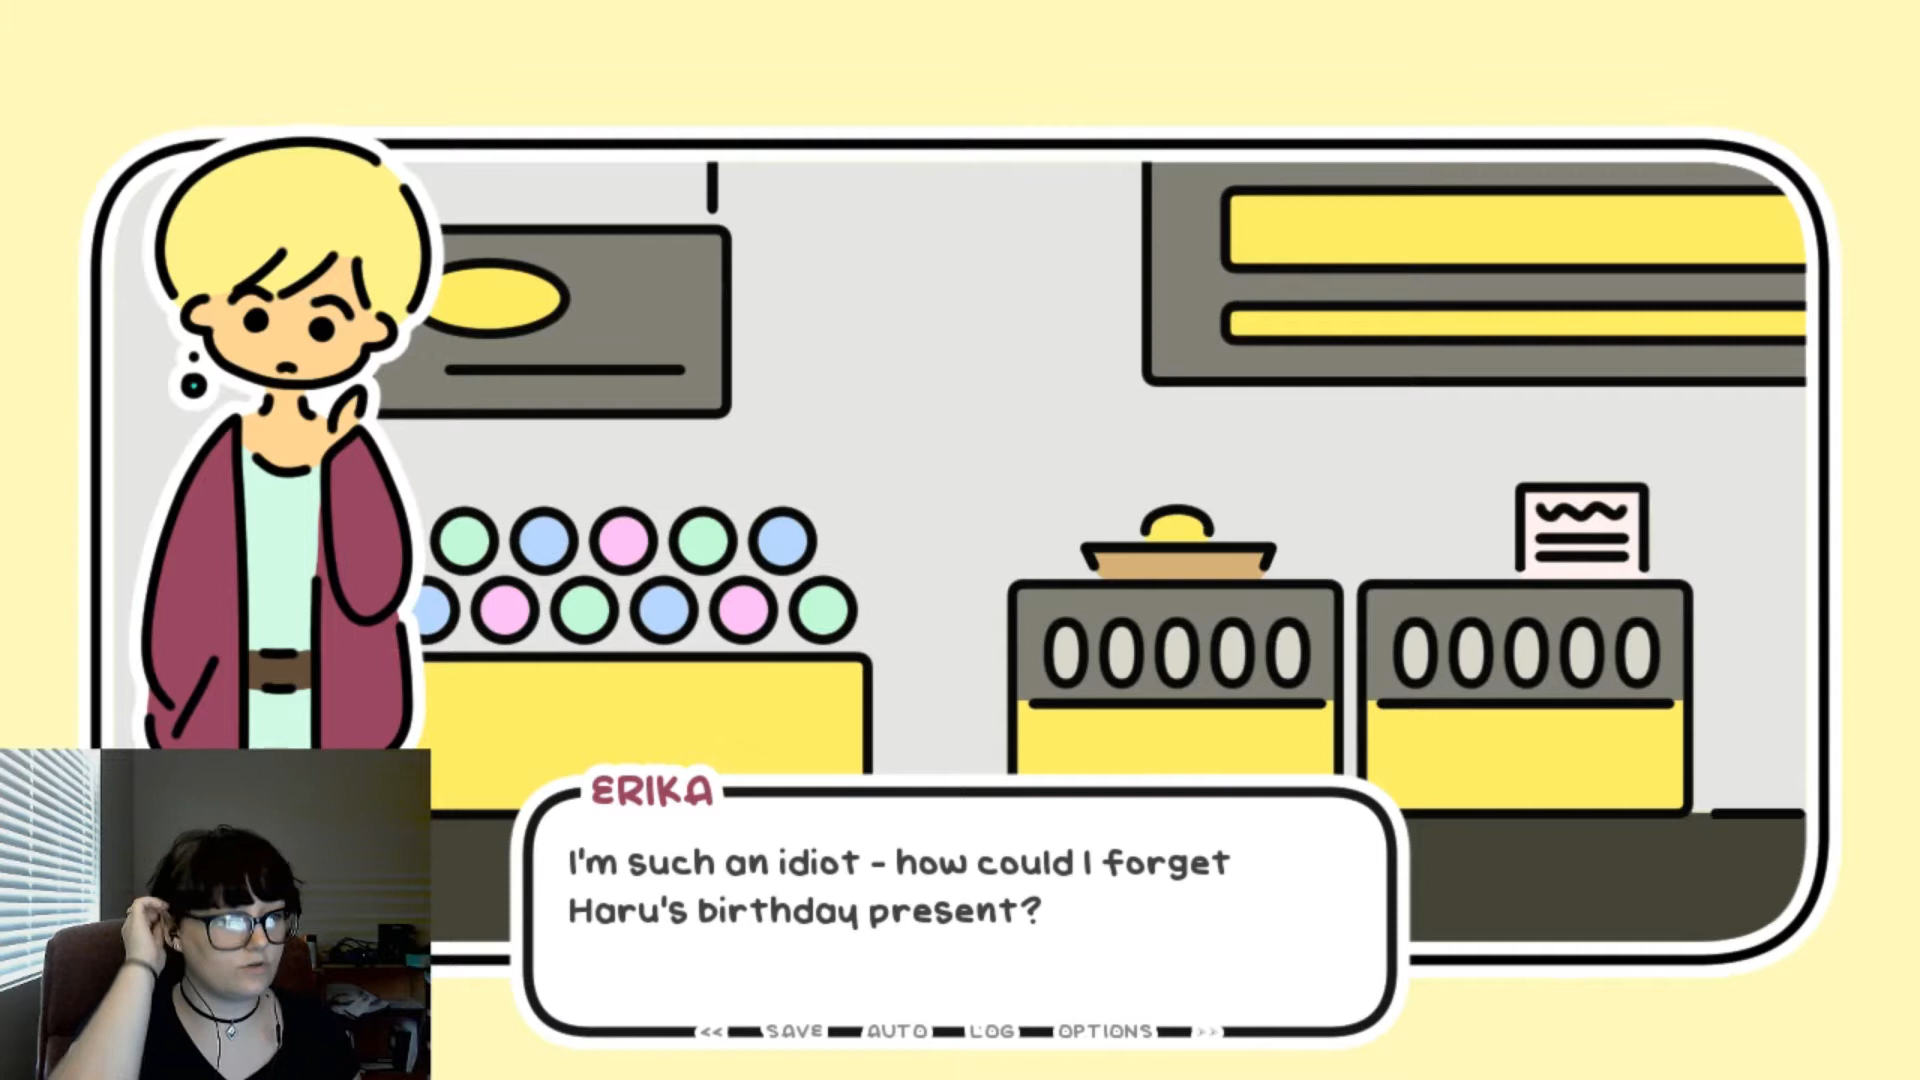 ERIKA
I'm such an idiot - how could I forget
Haru's birthday present?
<< SAVE AUTO LOG OPTIONS >>